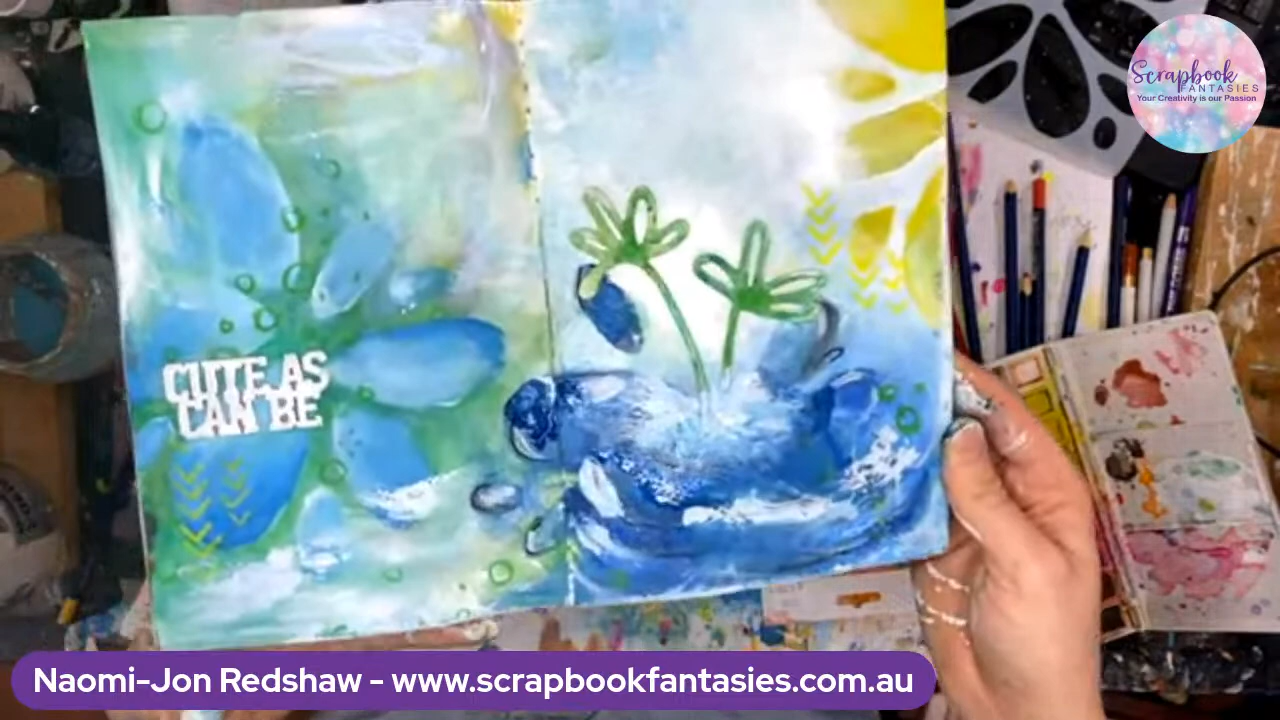 Scrapbook
FANTASIES
Your Creativity is our Passion
CUTE AS
CAN BE
Naomi-Jon Redshaw - www.scrapbookfantasies.com.au